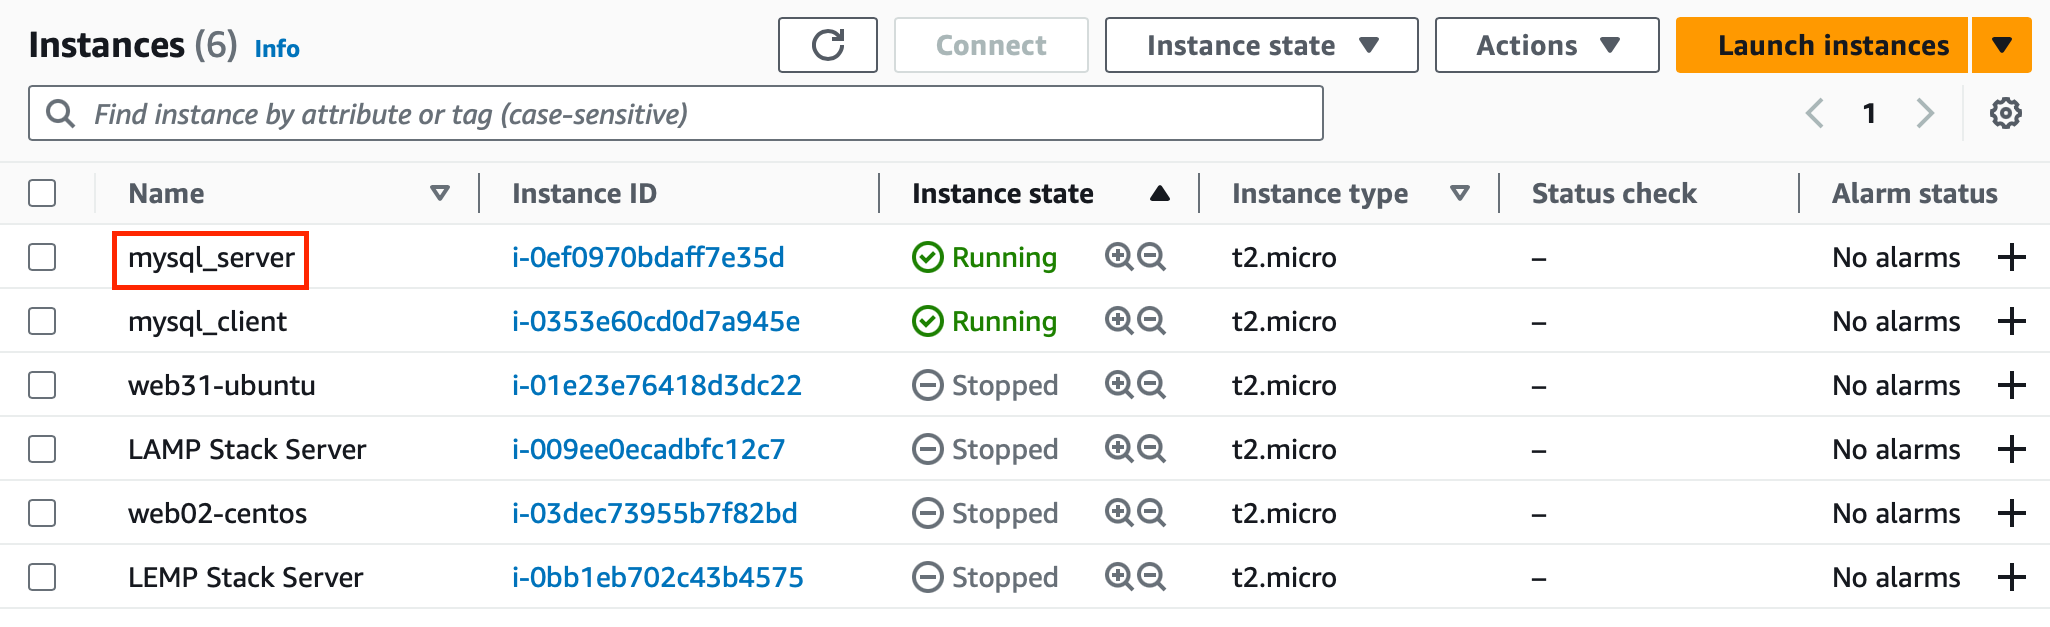 Instances (6) Info Connect Instance state Actions Launch instances
Find instance by attribute or tag (case-sensitive) 1
Name Instance ID Instance state Instance type Status check Alarm status
mysql_server i-0ef0970bdaff7e35d Running t2.micro – No alarms +
mysql_client i-0353e60cd0d7a945e Running t2.micro – No alarms +
web31-ubuntu i-01e23e76418d3dc22 Stopped t2.micro – No alarms +
LAMP Stack Server i-009ee0ecadbfc12c7 Stopped t2.micro – No alarms +
web02-centos i-03dec73955b7f82bd Stopped t2.micro – No alarms +
LEMP Stack Server i-0bb1eb702c43b4575 Stopped t2.micro – No alarms +